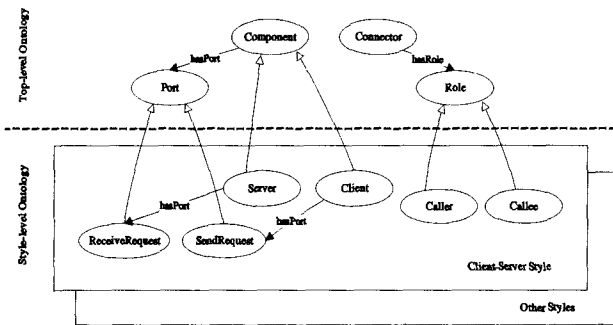 Top-level Ontology
Component
Connector
hasPort
hasRole
Port
Role
Style-level Ontology
Server
Client
hasPort
Caller
Callee
hasPort
ReceiveRequest
SendRequest
Client-Server Style
Other Styles